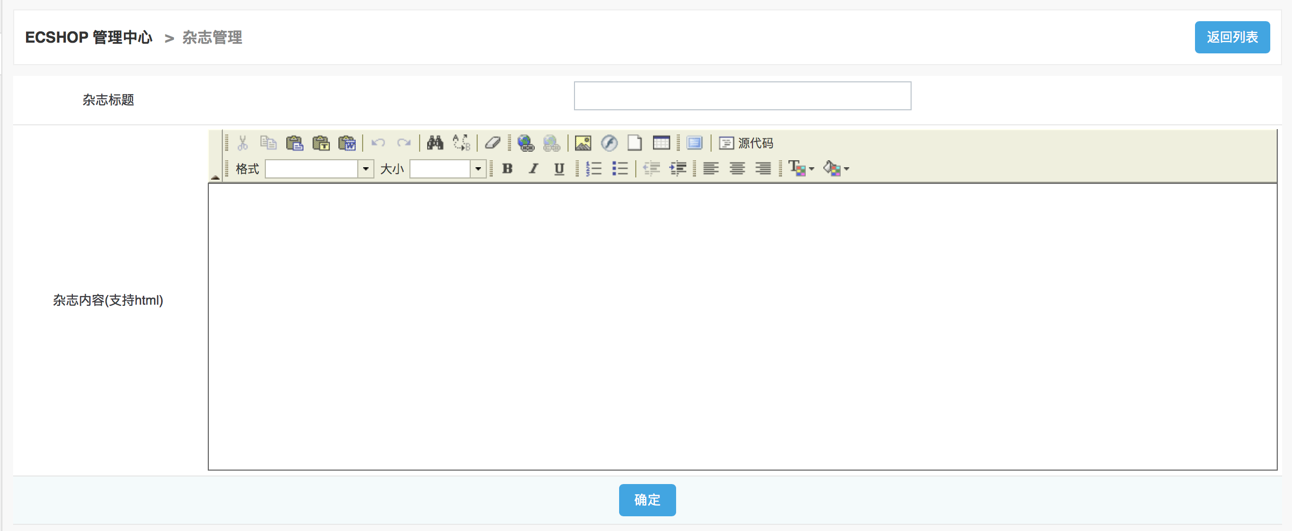 ECSHOP 管理中心 > 杂志管理
返回列表
杂志标题
源代码
格式 大小 B I U
杂志内容(支持html)
确定